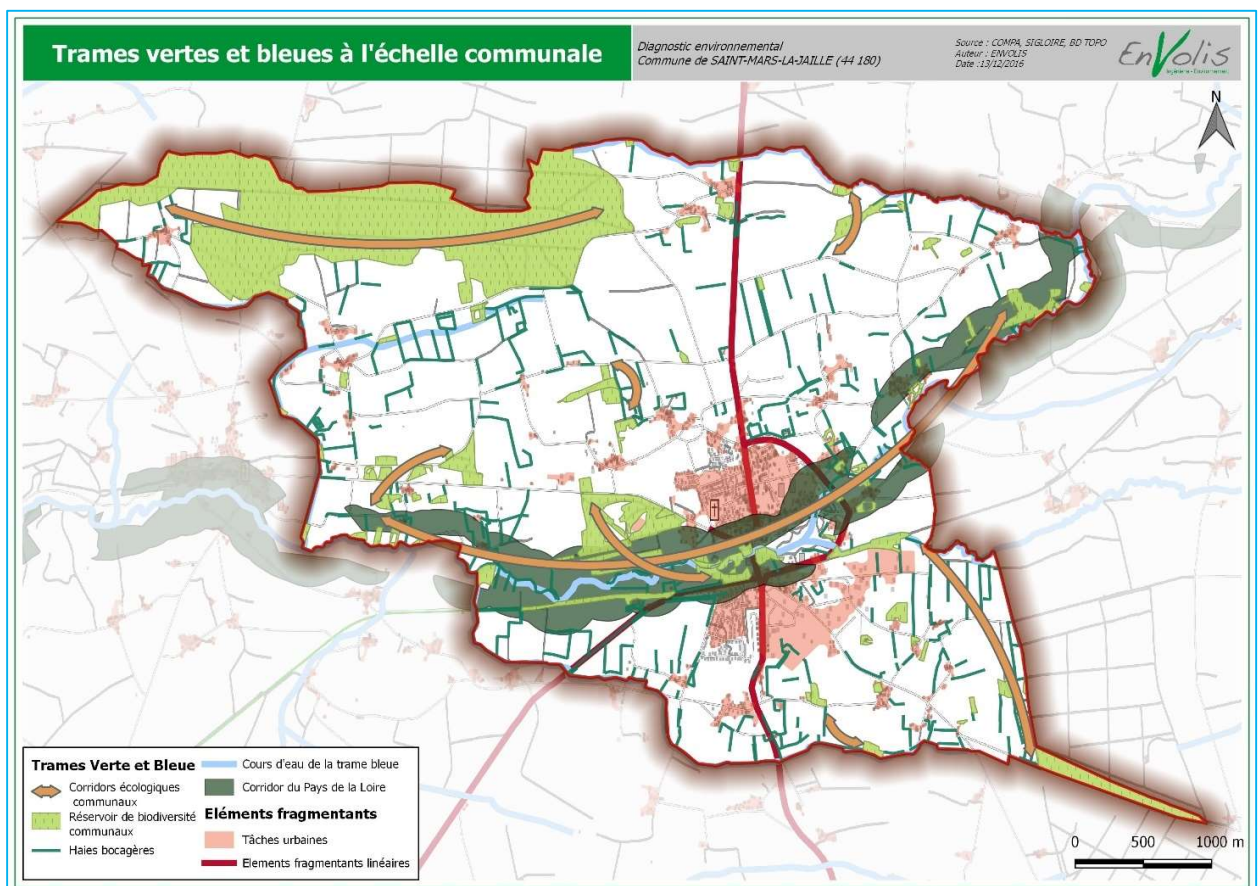 Trames vertes et bleues à l'échelle communale
Diagnostic environnemental
Commune de SAINT-MARS-LA-JAILLE (44 180)
Source : COMPA, SIGLOIRE, BD TOPO
Auteur : ENVOLIS
Date :13/12/2016
EnVolis
Ingénierie - Environnement
N
Trames Verte et Bleue
Corridors écologiques
communaux
Réservoir de biodiversité
communaux
Haies bocagères
Cours d'eau de la trame bleue
Corridor du Pays de la Loire
Eléments fragmentants
Tâches urbaines
Elements fragmentants linéaires
0 500 1000 m